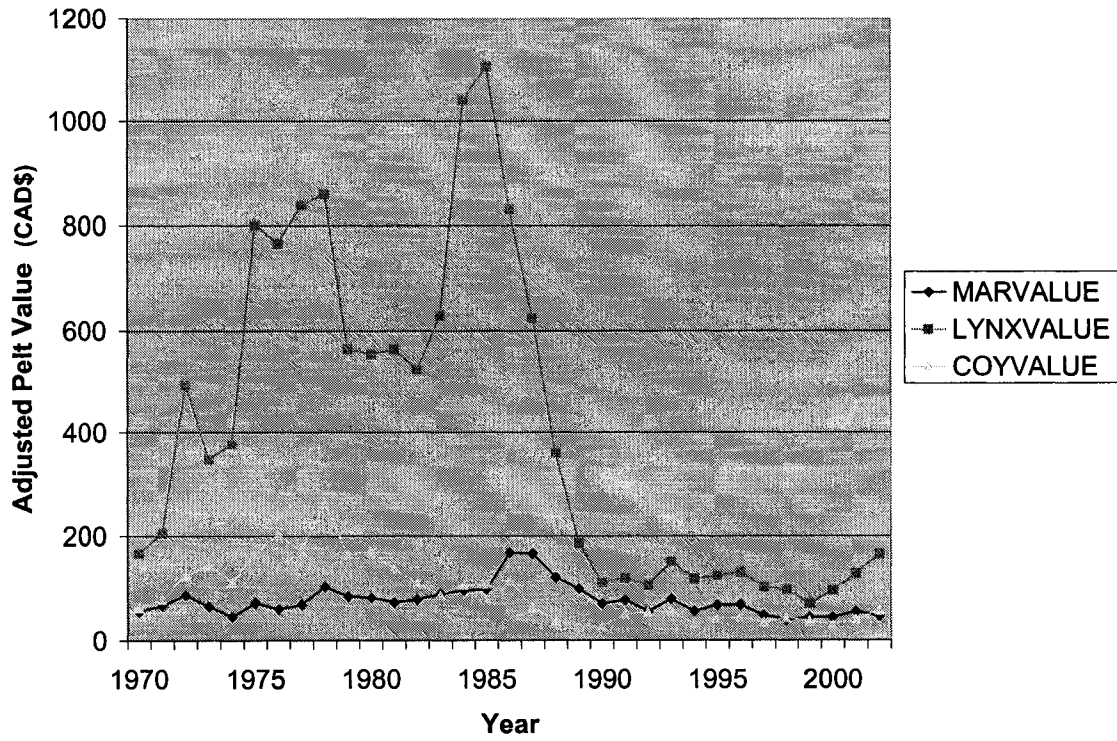 1200
1000
800
600
400
200
0
Adjusted Pelt Value (CAD$)
1970 1975 1980 1985 1990 1995 2000
Year
MARVALUE
LYNXVALUE
COYVALUE